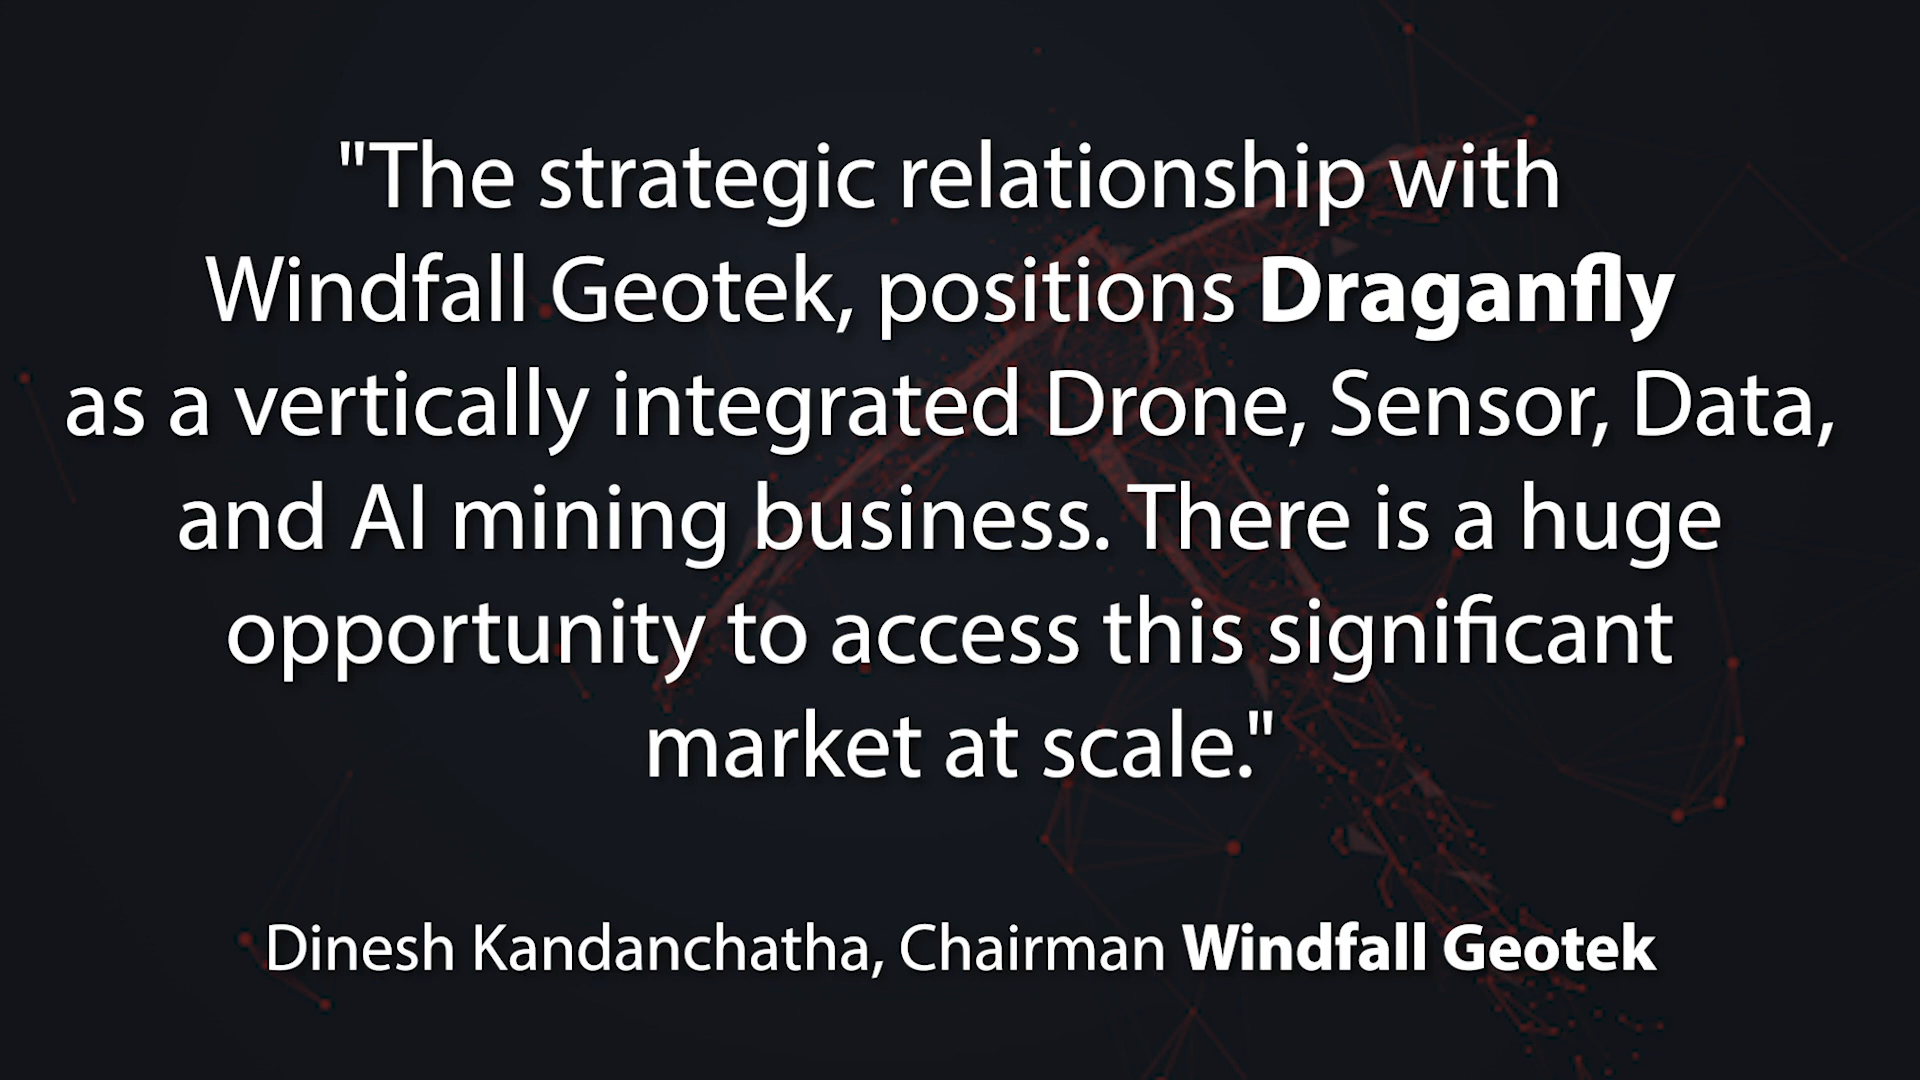 "The strategic relationship with
Windfall Geotek, positions Draganfly
as a vertically integrated Drone, Sensor, Data,
and AI mining business. There is a huge
opportunity to access this significant
market at scale."
Dinesh Kandanchatha, Chairman Windfall Geotek